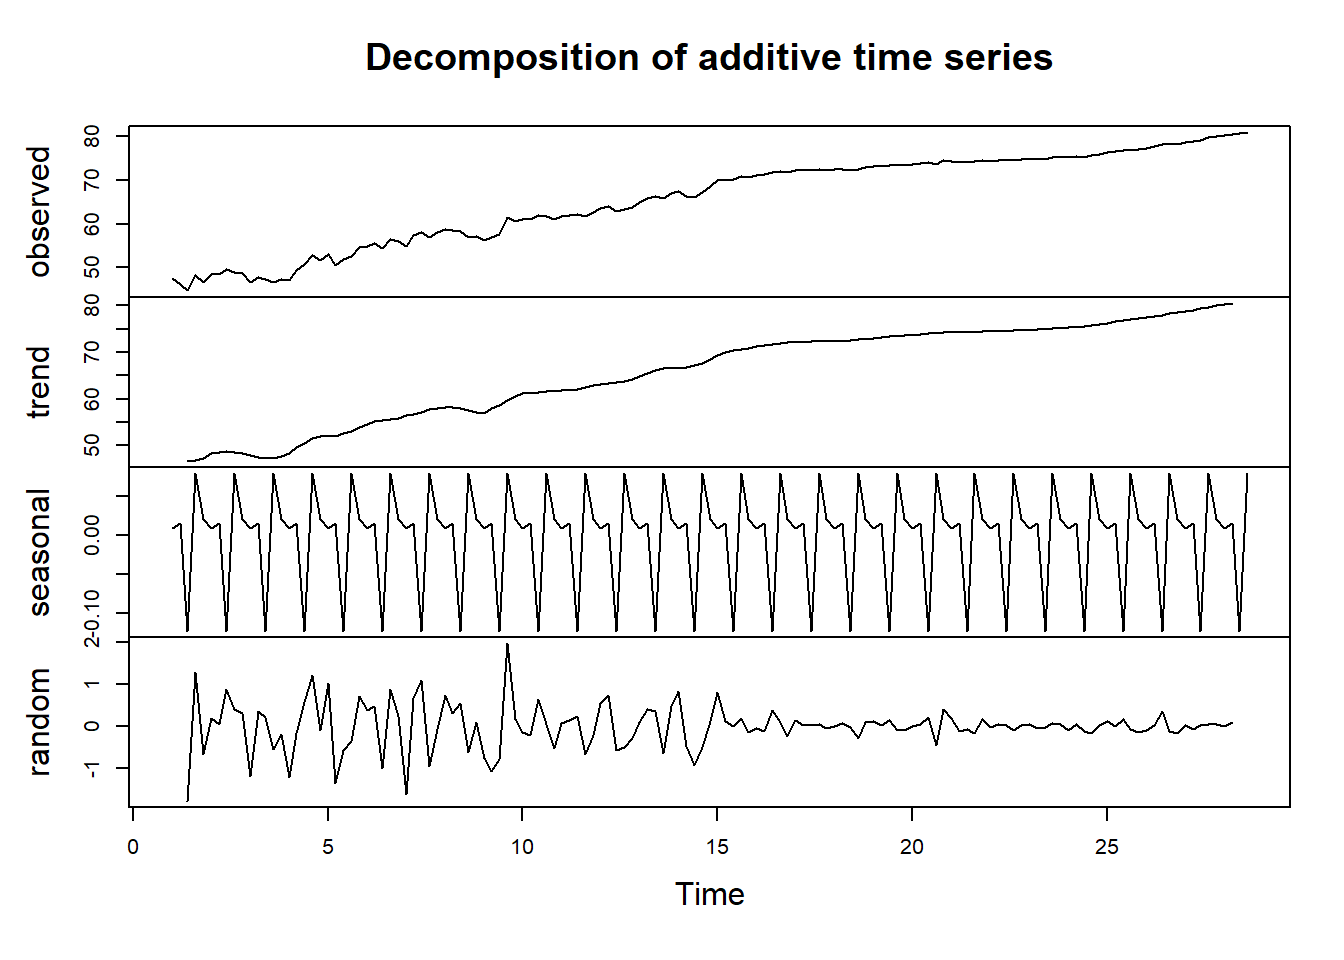 Decomposition of additive time series
observed
50 60 70 80
trend
50 60 70 80
seasonal
-0.10 0.00
random
-1 0 1 2
0 5 10 15 20 25
Time